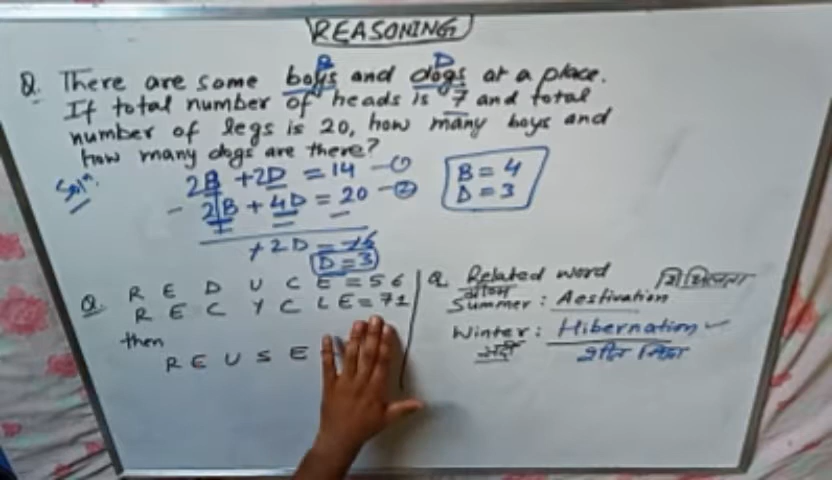 REASONING
B D
Q. There are some boys and dogs at a place.
If total number of heads is 7 and total
number of legs is 20, how many boys and
how many dogs are there?
Solⁿ.
2B + 2D = 14 -①
- 2B + 4D = 20 -②
+ 2D = +6
D = 3
B = 4
D = 3
Q. R E D U C E = 56
R E C Y C L E = 71
then
R E U S E
Q Related word
Summer : Aestivation
Winter : Hibernation
सर्दी शीत निद्रा